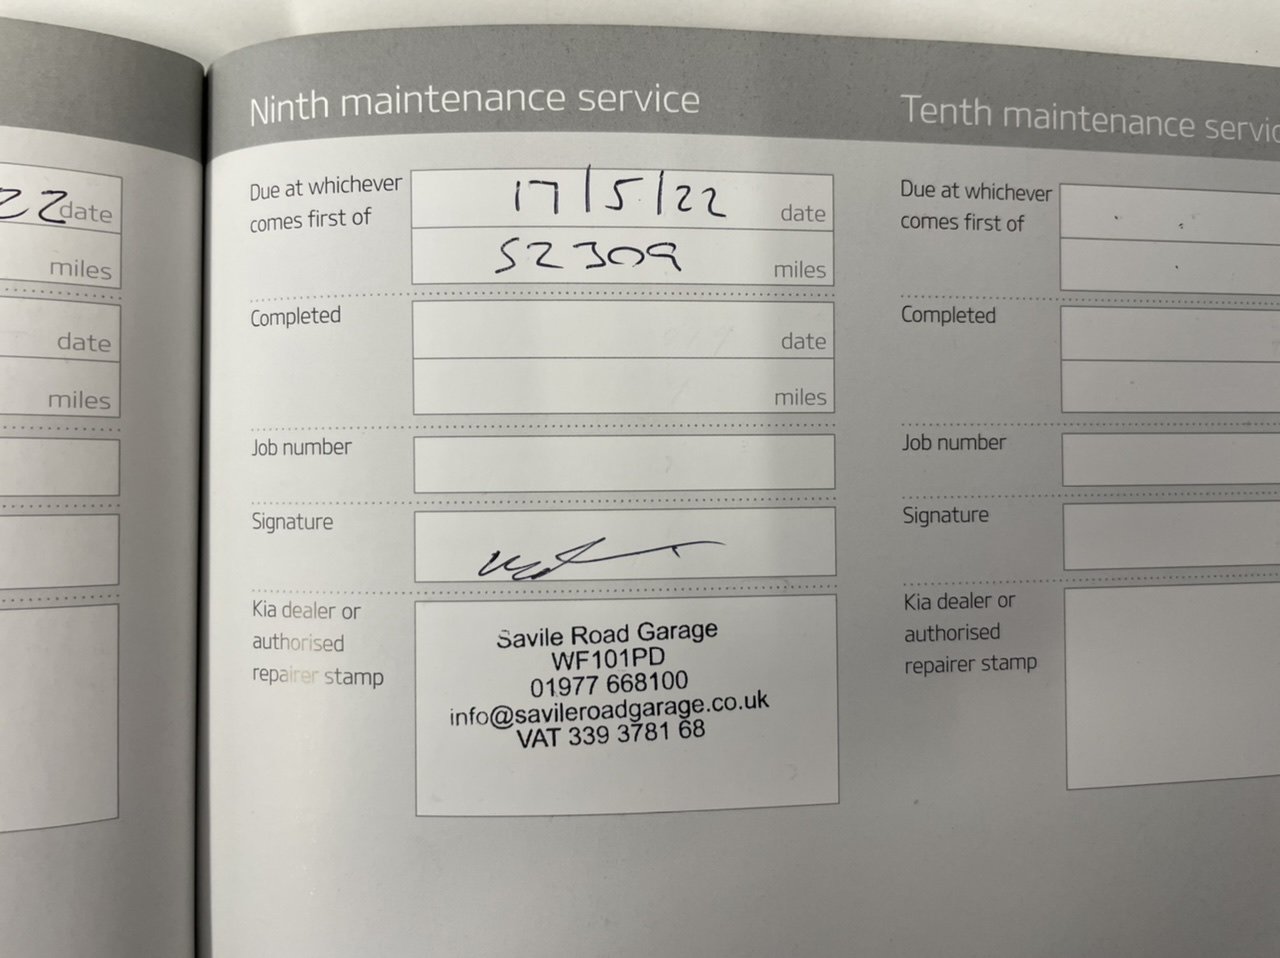 22 date
miles
date
miles
Ninth maintenance service
Due at whichever
comes first of
17/5/22 date
52309 miles
Completed
date
miles
Job number
Signature
Kia dealer or
authorised
repairer stamp
Savile Road Garage
WF101PD
01977 668100
info@savileroadgarage.co.uk
VAT 339 3781 68
Tenth maintenance servic
Due at whichever
comes first of
Completed
Job number
Signature
Kia dealer or
authorised
repairer stamp